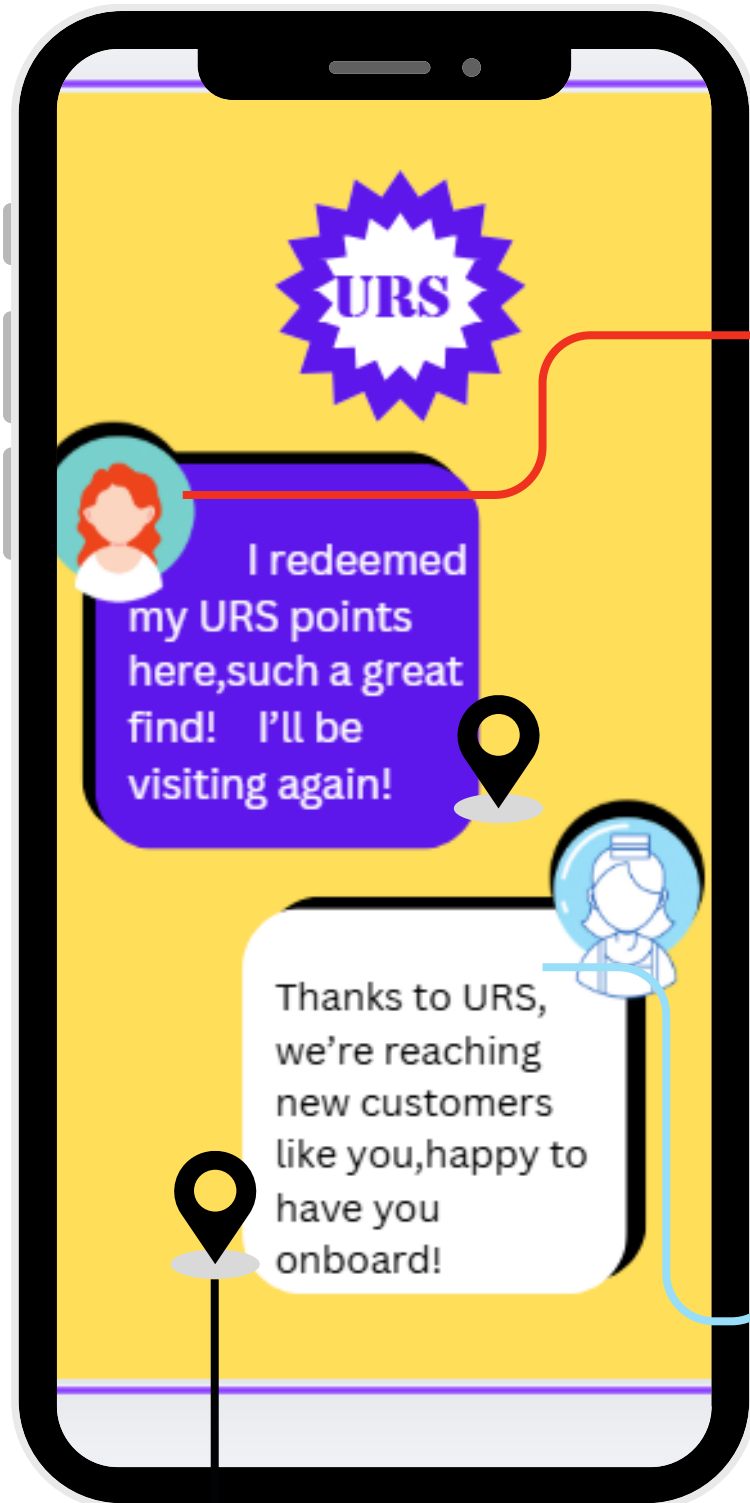 URS
I redeemed
my URS points
here,such a great
find! I’ll be
visiting again!
Thanks to URS,
we’re reaching
new customers
like you,happy to
have you
onboard!